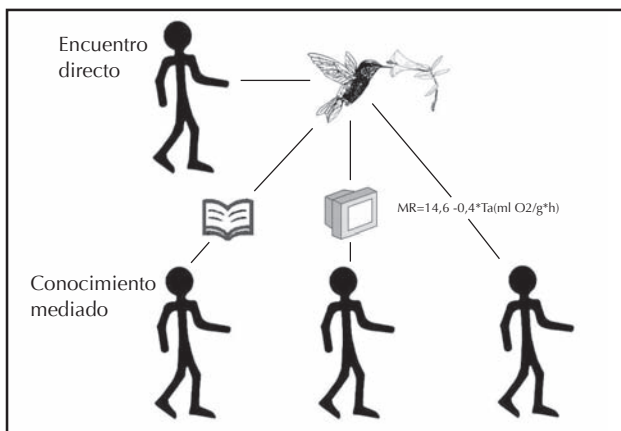 Encuentro
directo
MR=14,6 -0,4*Ta(ml O2/g*h)
Conocimiento
mediado